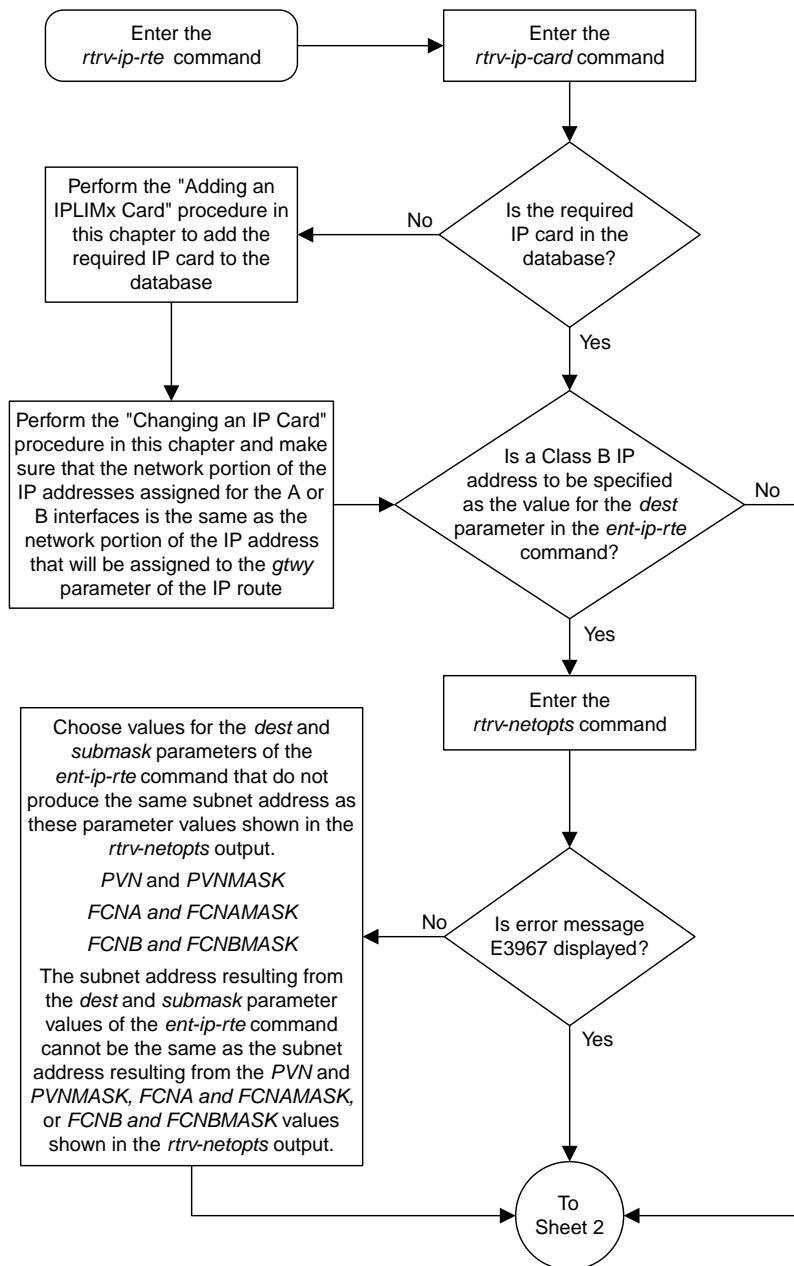 Enter the
rtrv-ip-rte command
Enter the
rtrv-ip-card command
Perform the "Adding an
IPLIMx Card" procedure in
this chapter to add the
required IP card to the
database
No
Is the required
IP card in the
database?
Yes
Perform the "Changing an IP Card"
procedure in this chapter and make
sure that the network portion of the
IP addresses assigned for the A or
B interfaces is the same as the
network portion of the IP address
that will be assigned to the gtwy
parameter of the IP route
Is a Class B IP
address to be specified
as the value for the dest
parameter in the ent-ip-rte
command?
No
Yes
Enter the
rtrv-netopts command
Choose values for the dest and
submask parameters of the
ent-ip-rte command that do not
produce the same subnet address as
these parameter values shown in the
rtrv-netopts output.
PVN and PVNMASK
FCNA and FCNAMASK
FCNB and FCNBMASK
The subnet address resulting from
the dest and submask parameter
values of the ent-ip-rte command
cannot be the same as the subnet
address resulting from the PVN and
PVNMASK, FCNA and FCNAMASK,
or FCNB and FCNBMASK values
shown in the rtrv-netopts output.
No
Is error message
E3967 displayed?
Yes
To
Sheet 2